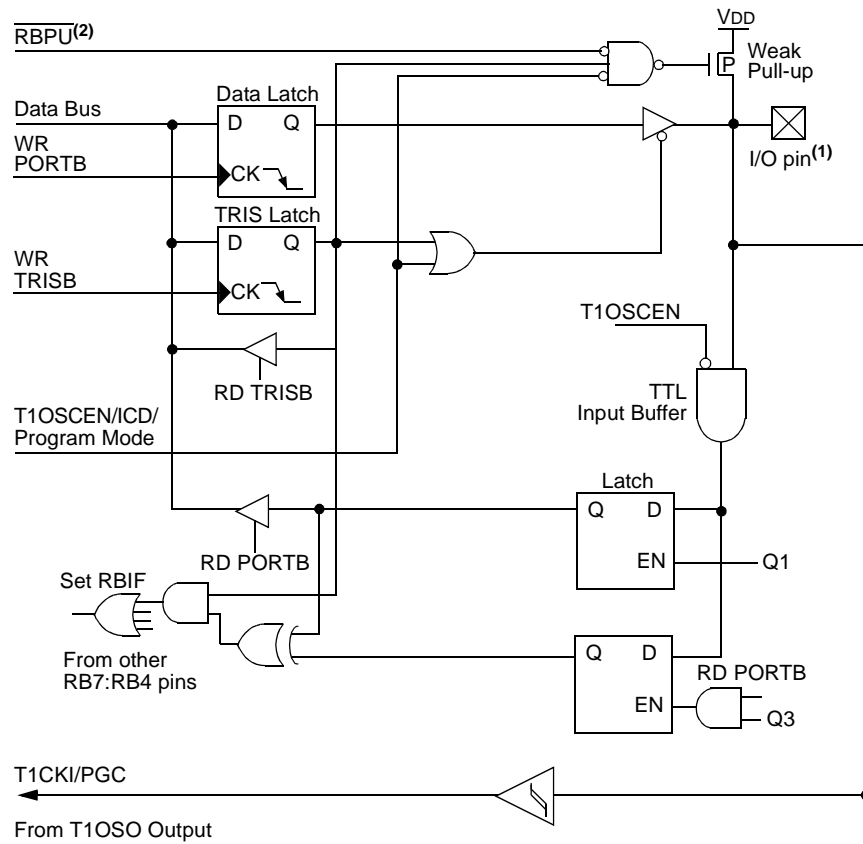 VDD
RBPU(2)
Weak
Pull-up
P
Data Bus
Data Latch
D Q
WR
PORTB
CK
I/O pin(1)
TRIS Latch
D Q
WR
TRISB
CK
T1OSCEN
RD TRISB
TTL
Input Buffer
T1OSCEN/ICD/
Program Mode
Latch
Q D
EN
Q1
RD PORTB
Set RBIF
From other
RB7:RB4 pins
Q D
RD PORTB
EN
Q3
T1CKI/PGC
From T1OSO Output